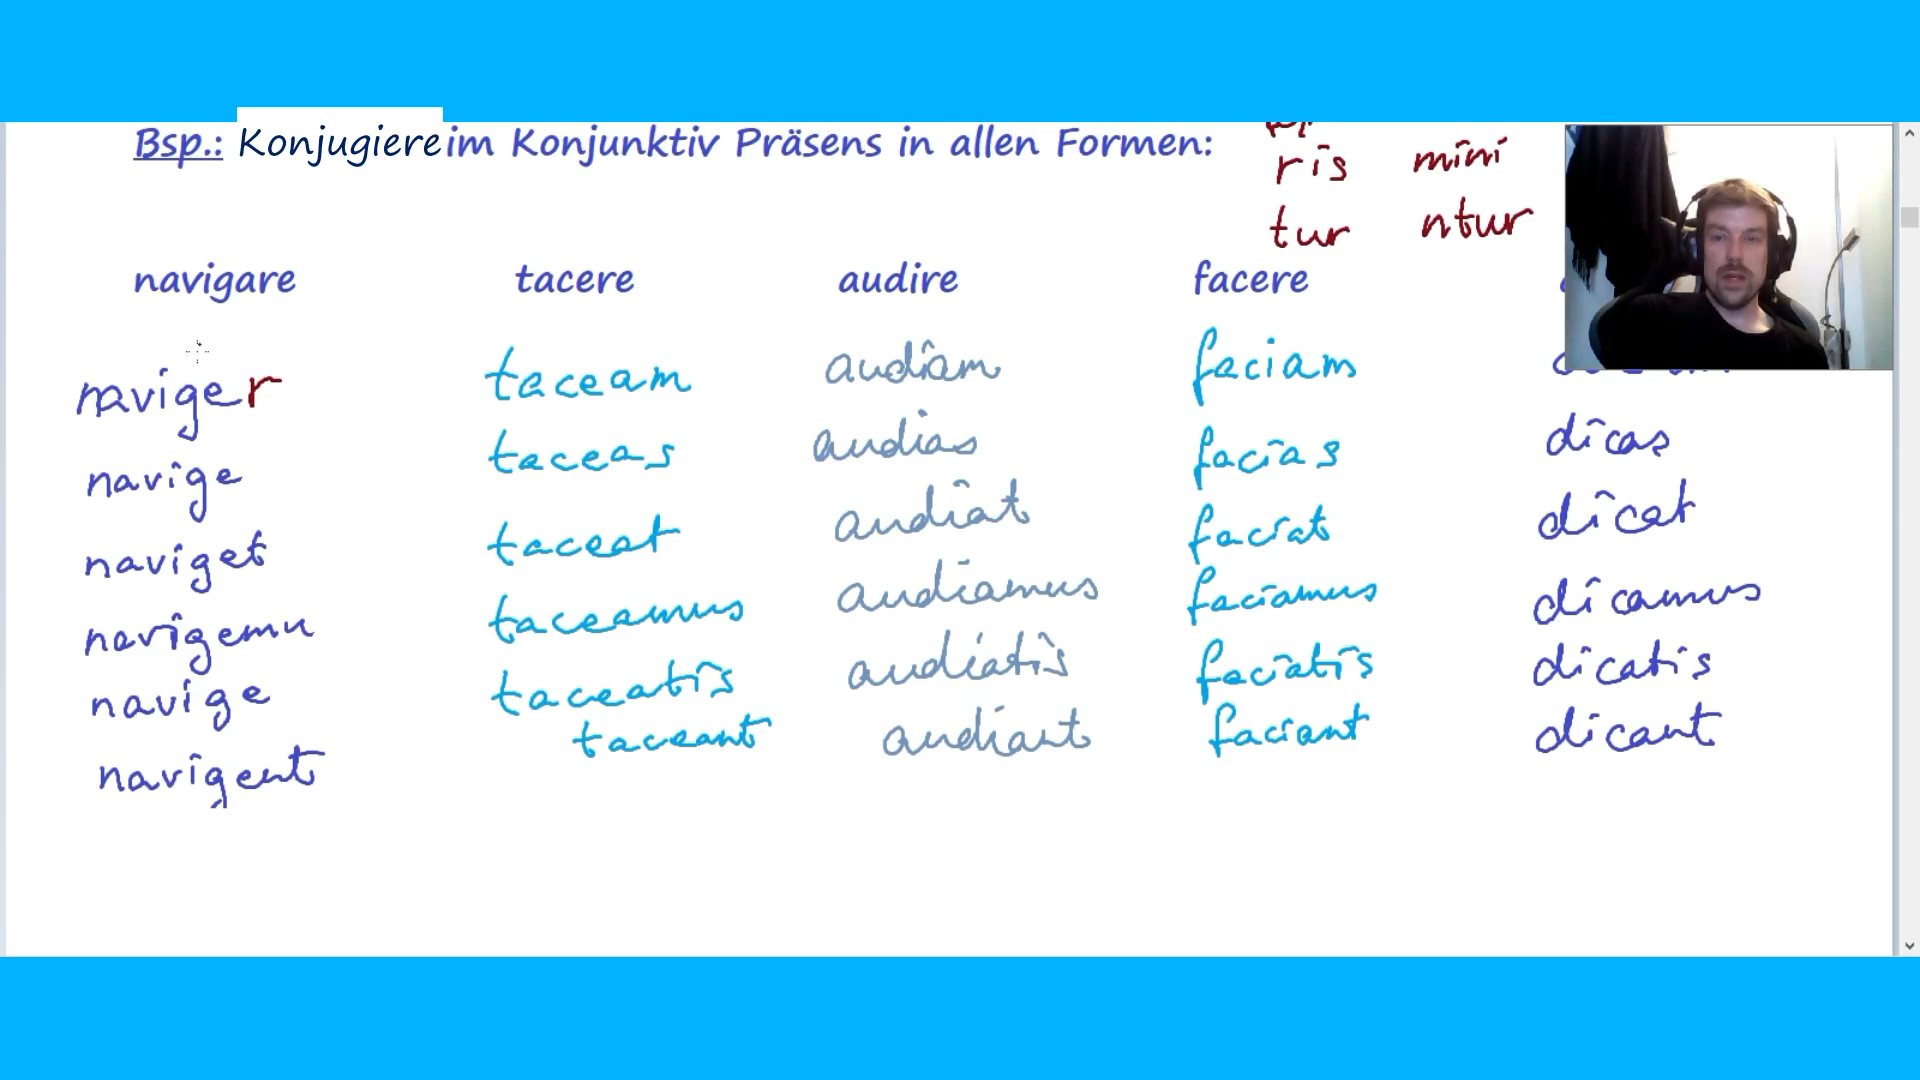 Bsp.: Konjugiere im Konjunktiv Präsens in allen Formen:
ris mini
tur ntur
navigare tacere audire facere
naviger taceam audiam faciam
navige taceas audias facias dicas
naviget taceat audiat faciat dicat
navigemu taceamus audiamus faciamus dicamus
navige taceatis audiatis faciatis dicatis
navigent taceant audiant faciant dicant